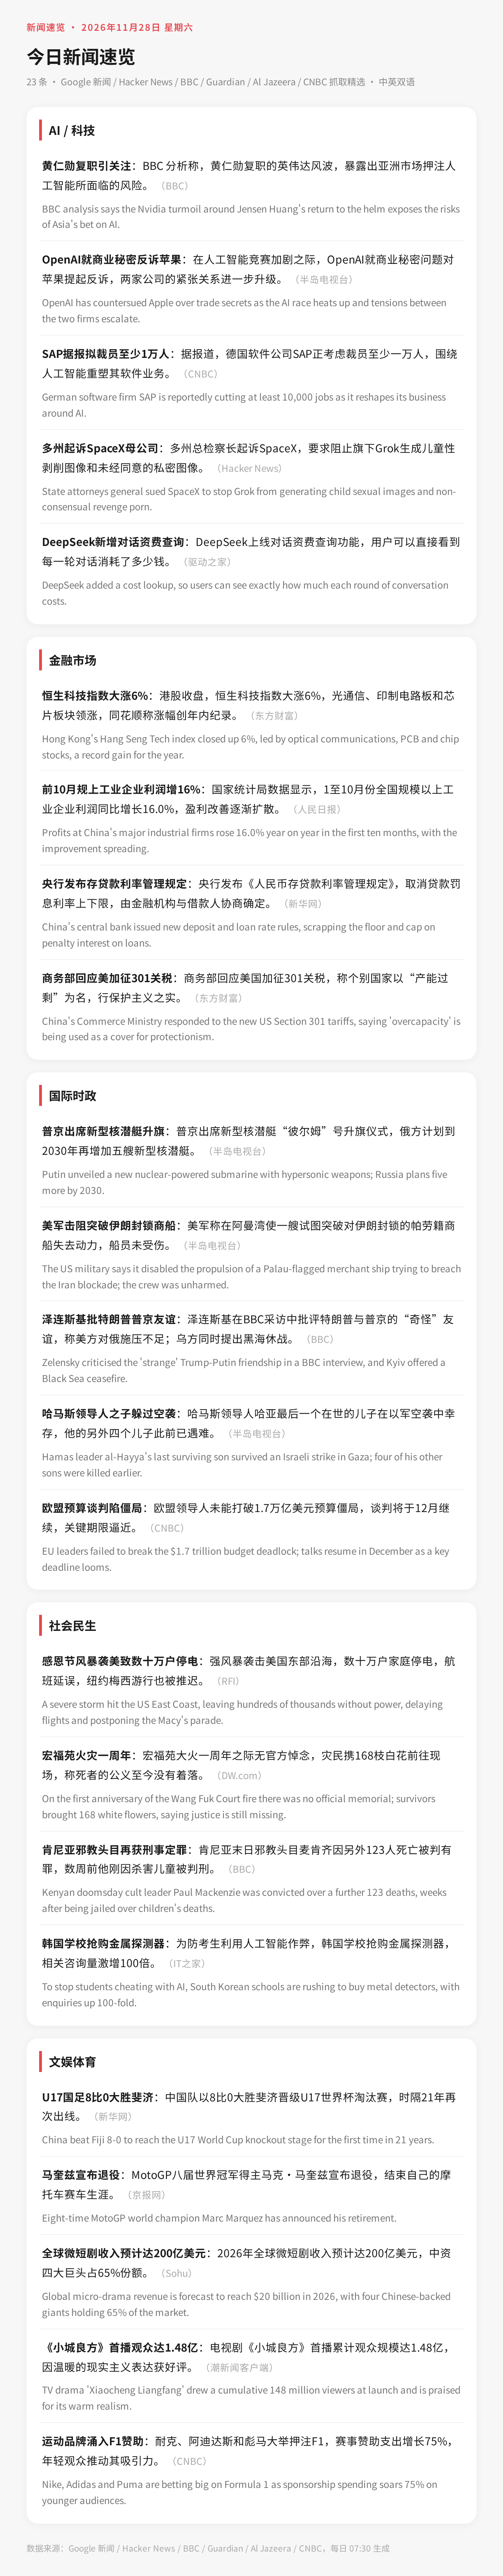 新闻速览 · 2026年11月28日 星期六
今日新闻速览
23 条 · Google 新闻 / Hacker News / BBC / Guardian / Al Jazeera / CNBC 抓取精选 · 中英双语
AI / 科技
黄仁勋复职引关注：BBC 分析称，黄仁勋复职的英伟达风波，暴露出亚洲市场押注人
工智能所面临的风险。（BBC）
BBC analysis says the Nvidia turmoil around Jensen Huang's return to the helm exposes the risks
of Asia's bet on AI.
OpenAI就商业秘密反诉苹果：在人工智能竞赛加剧之际，OpenAI就商业秘密问题对
苹果提起反诉，两家公司的紧张关系进一步升级。（半岛电视台）
OpenAI has countersued Apple over trade secrets as the AI race heats up and tensions between
the two firms escalate.
SAP据报拟裁员至少1万人：据报道，德国软件公司SAP正考虑裁员至少一万人，围绕
人工智能重塑其软件业务。（CNBC）
German software firm SAP is reportedly cutting at least 10,000 jobs as it reshapes its business
around AI.
多州起诉SpaceX母公司：多州总检察长起诉SpaceX，要求阻止旗下Grok生成儿童性
剥削图像和未经同意的私密图像。（Hacker News）
State attorneys general sued SpaceX to stop Grok from generating child sexual images and non-
consensual revenge porn.
DeepSeek新增对话资费查询：DeepSeek上线对话资费查询功能，用户可以直接看到
每一轮对话消耗了多少钱。（驱动之家）
DeepSeek added a cost lookup, so users can see exactly how much each round of conversation
costs.
金融市场
恒生科技指数大涨6%：港股收盘，恒生科技指数大涨6%，光通信、印制电路板和芯
片板块领涨，同花顺称涨幅创年内纪录。（东方财富）
Hong Kong's Hang Seng Tech index closed up 6%, led by optical communications, PCB and chip
stocks, a record gain for the year.
前10月规上工业企业利润增16%：国家统计局数据显示，1至10月份全国规模以上工
业企业利润同比增长16.0%，盈利改善逐渐扩散。（人民日报）
Profits at China's major industrial firms rose 16.0% year on year in the first ten months, with the
improvement spreading.
央行发布存贷款利率管理规定：央行发布《人民币存贷款利率管理规定》，取消贷款罚
息利率上下限，由金融机构与借款人协商确定。（新华网）
China's central bank issued new deposit and loan rate rules, scrapping the floor and cap on
penalty interest on loans.
商务部回应美加征301关税：商务部回应美国加征301关税，称个别国家以“产能过
剩”为名，行保护主义之实。（东方财富）
China's Commerce Ministry responded to the new US Section 301 tariffs, saying 'overcapacity' is
being used as a cover for protectionism.
国际时政
普京出席新型核潜艇升旗：普京出席新型核潜艇“彼尔姆”号升旗仪式，俄方计划到
2030年再增加五艘新型核潜艇。（半岛电视台）
Putin unveiled a new nuclear-powered submarine with hypersonic weapons; Russia plans five
more by 2030.
美军击阻突破伊朗封锁商船：美军称在阿曼湾使一艘试图突破对伊朗封锁的帕劳籍商
船失去动力，船员未受伤。（半岛电视台）
The US military says it disabled the propulsion of a Palau-flagged merchant ship trying to breach
the Iran blockade; the crew was unharmed.
泽连斯基批特朗普普京友谊：泽连斯基在BBC采访中批评特朗普与普京的“奇怪”友
谊，称美方对俄施压不足；乌方同时提出黑海休战。（BBC）
Zelensky criticised the 'strange' Trump-Putin friendship in a BBC interview, and Kyiv offered a
Black Sea ceasefire.
哈马斯领导人之子躲过空袭：哈马斯领导人哈亚最后一个在世的儿子在以军空袭中幸
存，他的另外四个儿子此前已遇难。（半岛电视台）
Hamas leader al-Hayya's last surviving son survived an Israeli strike in Gaza; four of his other
sons were killed earlier.
欧盟预算谈判陷僵局：欧盟领导人未能打破1.7万亿美元预算僵局，谈判将于12月继
续，关键期限逼近。（CNBC）
EU leaders failed to break the $1.7 trillion budget deadlock; talks resume in December as a key
deadline looms.
社会民生
感恩节风暴袭美致数十万户停电：强风暴袭击美国东部沿海，数十万户家庭停电，航
班延误，纽约梅西游行也被推迟。（RFI）
A severe storm hit the US East Coast, leaving hundreds of thousands without power, delaying
flights and postponing the Macy's parade.
宏福苑火灾一周年：宏福苑大火一周年之际无官方悼念，灾民携168枝白花前往现
场，称死者的公义至今没有着落。（DW.com）
On the first anniversary of the Wang Fuk Court fire there was no official memorial; survivors
brought 168 white flowers, saying justice is still missing.
肯尼亚邪教头目再获刑事定罪：肯尼亚末日邪教头目麦肯齐因另外123人死亡被判有
罪，数周前他刚因杀害儿童被判刑。（BBC）
Kenyan doomsday cult leader Paul Mackenzie was convicted over a further 123 deaths, weeks
after being jailed over children's deaths.
韩国学校抢购金属探测器：为防考生利用人工智能作弊，韩国学校抢购金属探测器，
相关咨询量激增100倍。（IT之家）
To stop students cheating with AI, South Korean schools are rushing to buy metal detectors, with
enquiries up 100-fold.
文娱体育
U17国足8比0大胜斐济：中国队以8比0大胜斐济晋级U17世界杯淘汰赛，时隔21年再
次出线。（新华网）
China beat Fiji 8-0 to reach the U17 World Cup knockout stage for the first time in 21 years.
马奎兹宣布退役：MotoGP八届世界冠军得主马克・马奎兹宣布退役，结束自己的摩
托车赛车生涯。（京报网）
Eight-time MotoGP world champion Marc Marquez has announced his retirement.
全球微短剧收入预计达200亿美元：2026年全球微短剧收入预计达200亿美元，中资
四大巨头占65%份额。（Sohu）
Global micro-drama revenue is forecast to reach $20 billion in 2026, with four Chinese-backed
giants holding 65% of the market.
《小城良方》首播观众达1.48亿：电视剧《小城良方》首播累计观众规模达1.48亿，
因温暖的现实主义表达获好评。（潮新闻客户端）
TV drama 'Xiaocheng Liangfang' drew a cumulative 148 million viewers at launch and is praised
for its warm realism.
运动品牌涌入F1赞助：耐克、阿迪达斯和彪马大举押注F1，赛事赞助支出增长75%，
年轻观众推动其吸引力。（CNBC）
Nike, Adidas and Puma are betting big on Formula 1 as sponsorship spending soars 75% on
younger audiences.
数据来源：Google 新闻 / Hacker News / BBC / Guardian / Al Jazeera / CNBC，每日 07:30 生成